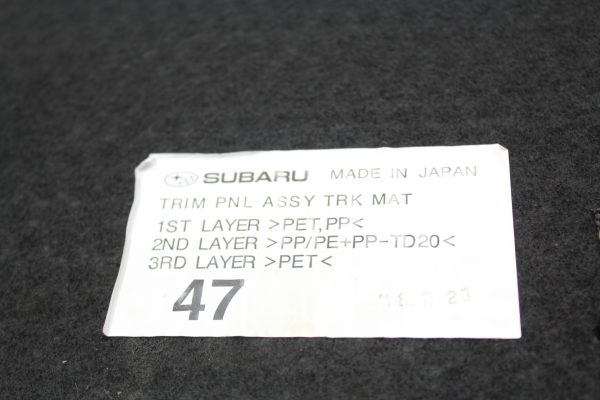 SUBARU MADE IN JAPAN
TRIM PNL ASSY TRK MAT
1ST LAYER >PET,PP<
2ND LAYER >PP/PE+PP-TD20<
3RD LAYER >PET<
47